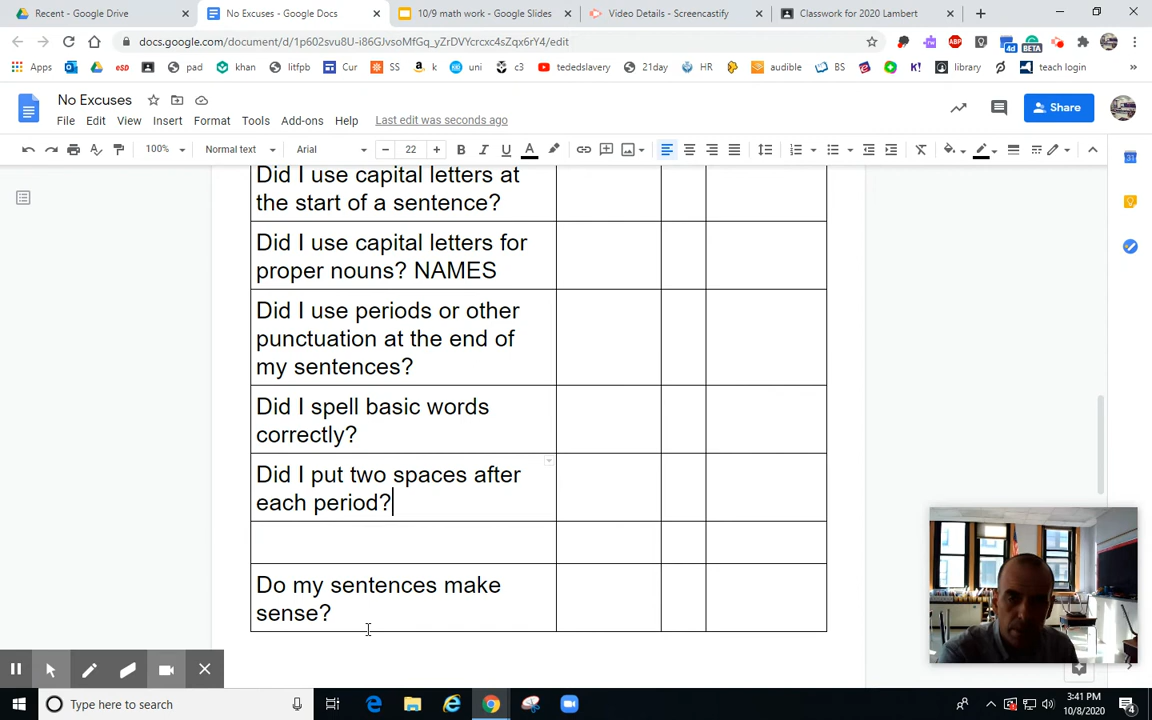 Recent - Google Drive
No Excuses - Google Docs
10/9 math work - Google Slides
Video Details - Screencastify
Classwork for 2020 Lambert
docs.google.com/document/d/1p602svu8U-i86GJvsoMfGq_yZrDVYcrcxc4sZqx6rY4/edit
4d
BETA
ABP
Apps
esd
pad
khan
litfpb
Cur
SS
k
uni
c3
tededslavery
21day
HR
audible
BS
K!
library
teach login
No Excuses
File Edit View Insert Format Tools Add-ons Help Last edit was seconds ago
Share
100% Normal text Arial 22 B I U A
Did I use capital letters at
the start of a sentence?
Did I use capital letters for
proper nouns? NAMES
Did I use periods or other
punctuation at the end of
my sentences?
Did I spell basic words
correctly?
Did I put two spaces after
each period?
Do my sentences make
sense?
Type here to search
3:41 PM
10/8/2020
4